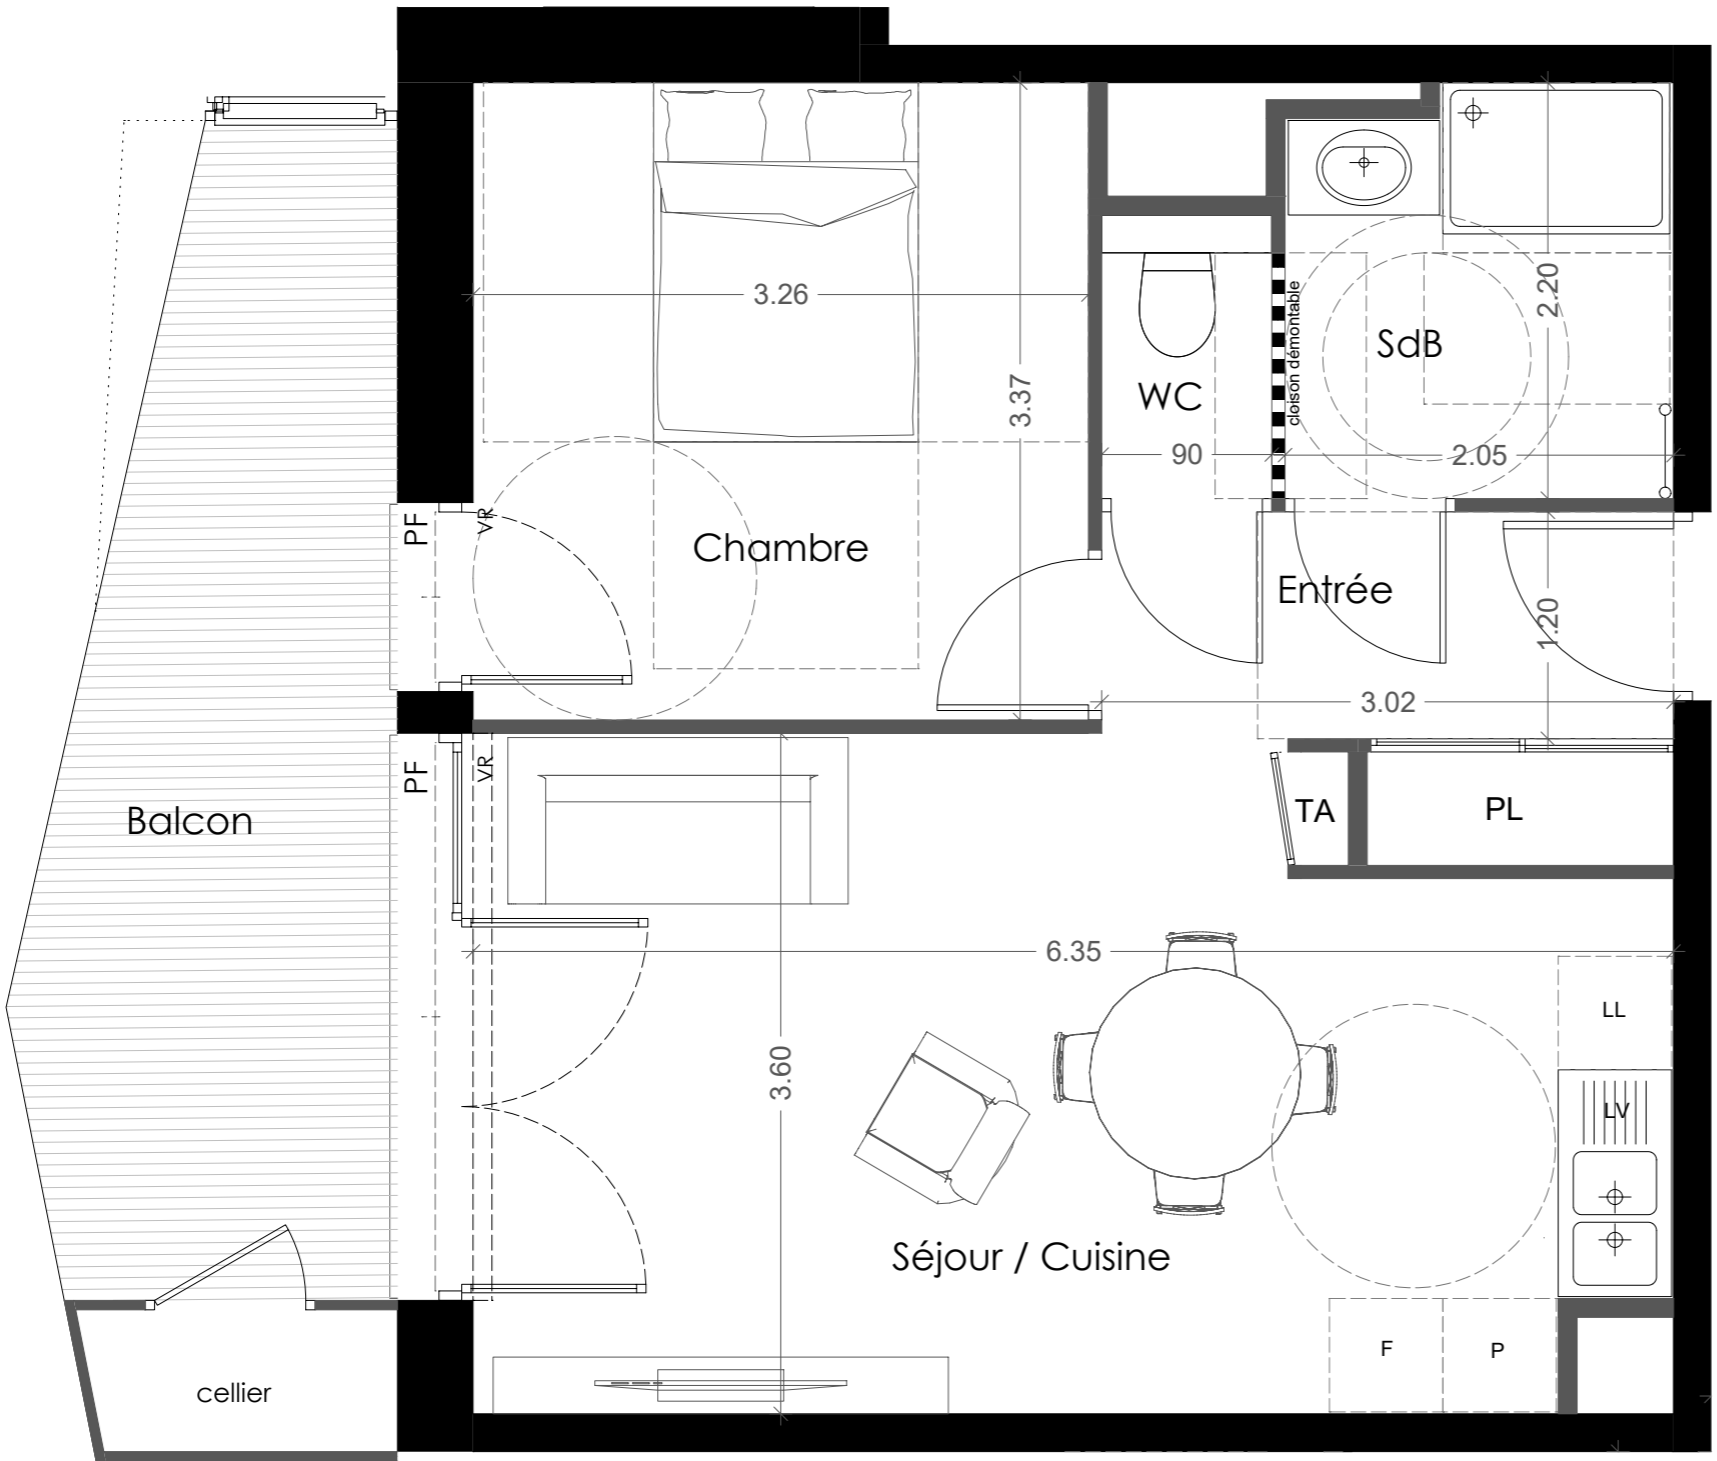 3.26
3.37
2.20
cloison démontable
SdB
WC
90
2.05
PF
VR
Chambre
Entrée
1.20
3.02
PF
VR
Balcon
TA
PL
6.35
LL
3.60
LV
Séjour / Cuisine
F
P
cellier